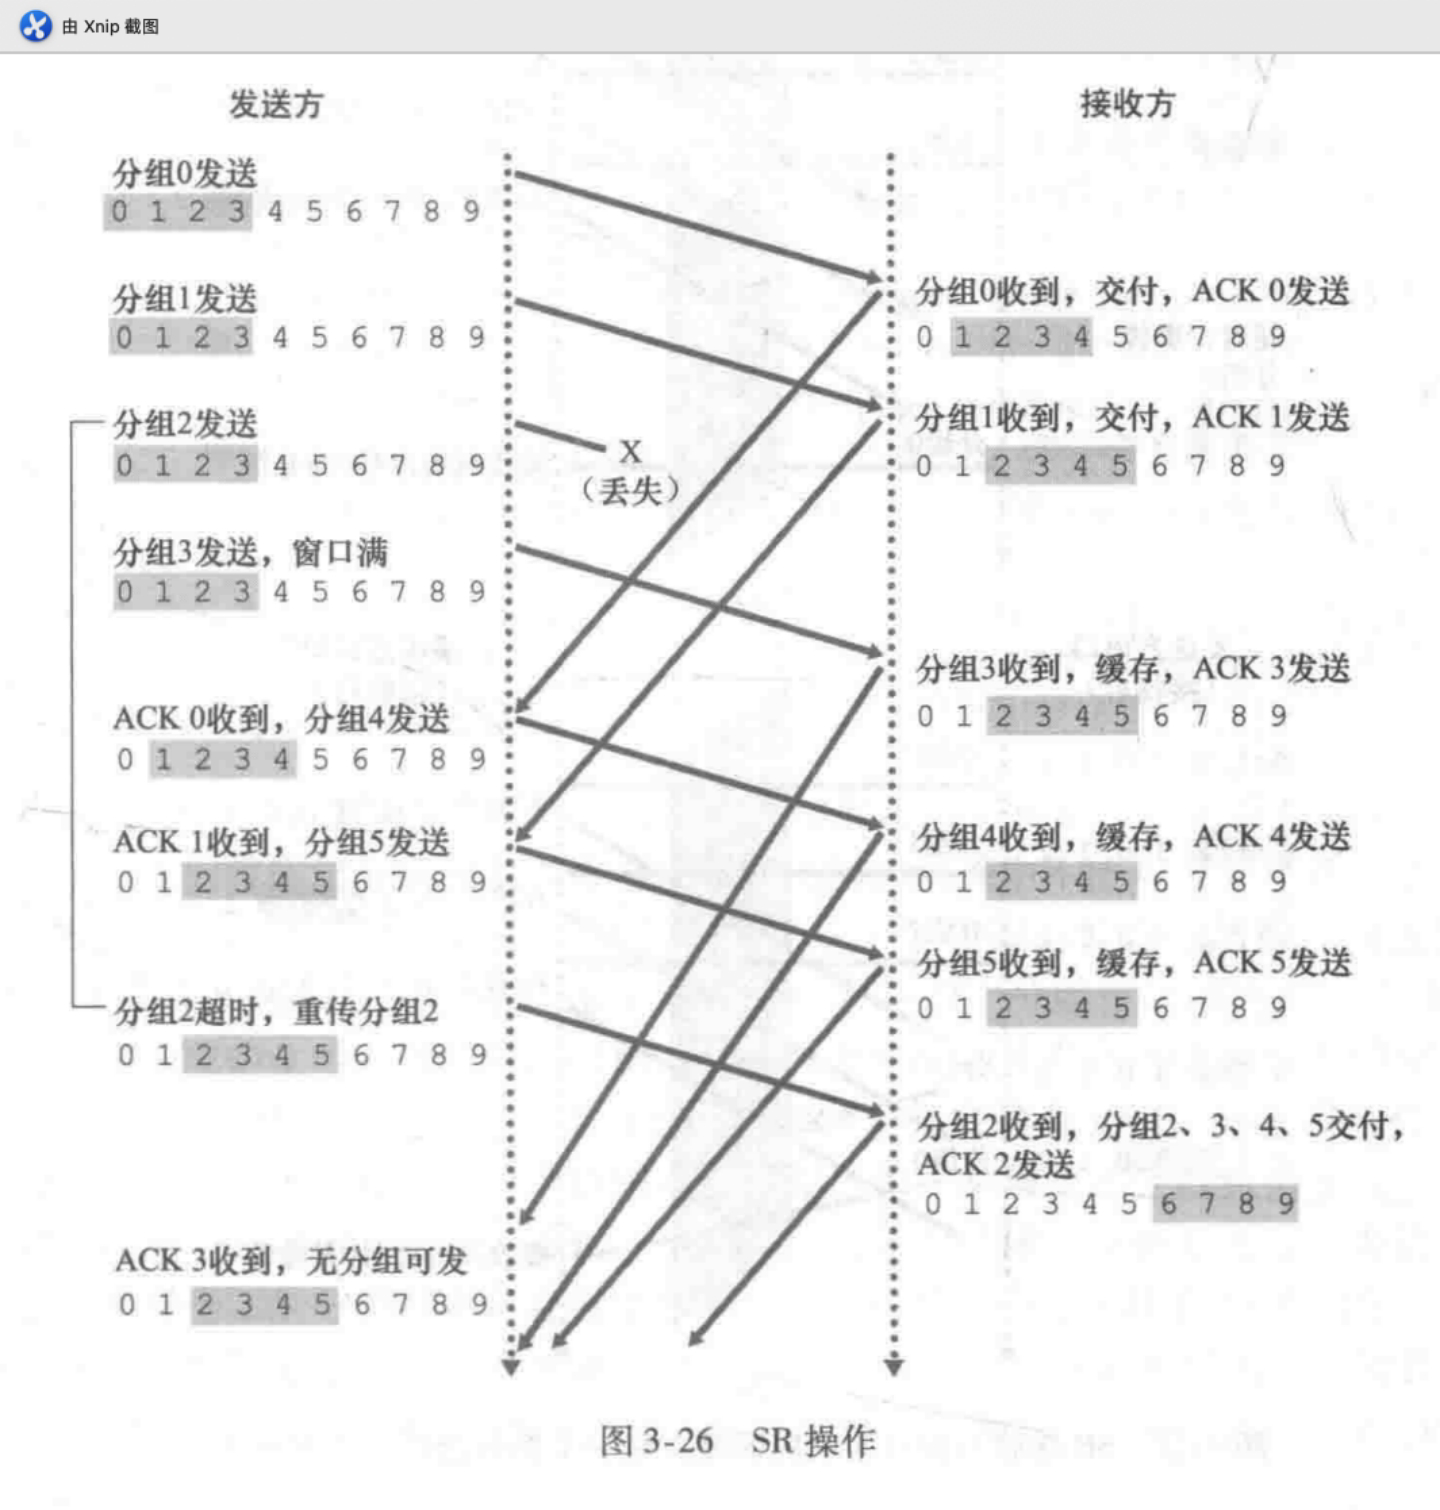 由 Xnip 截图
发送方
接收方
分组0发送
0 1 2 3 4 5 6 7 8 9
分组0收到，交付，ACK 0发送
0 1 2 3 4 5 6 7 8 9
分组1发送
0 1 2 3 4 5 6 7 8 9
分组1收到，交付，ACK 1发送
0 1 2 3 4 5 6 7 8 9
分组2发送
0 1 2 3 4 5 6 7 8 9
X
（丢失）
分组3发送，窗口满
0 1 2 3 4 5 6 7 8 9
分组3收到，缓存，ACK 3发送
0 1 2 3 4 5 6 7 8 9
ACK 0收到，分组4发送
0 1 2 3 4 5 6 7 8 9
分组4收到，缓存，ACK 4发送
0 1 2 3 4 5 6 7 8 9
ACK 1收到，分组5发送
0 1 2 3 4 5 6 7 8 9
分组5收到，缓存，ACK 5发送
0 1 2 3 4 5 6 7 8 9
分组2超时，重传分组2
0 1 2 3 4 5 6 7 8 9
分组2收到，分组2、3、4、5交付，
ACK 2发送
0 1 2 3 4 5 6 7 8 9
ACK 3收到，无分组可发
0 1 2 3 4 5 6 7 8 9
图 3-26 SR 操作